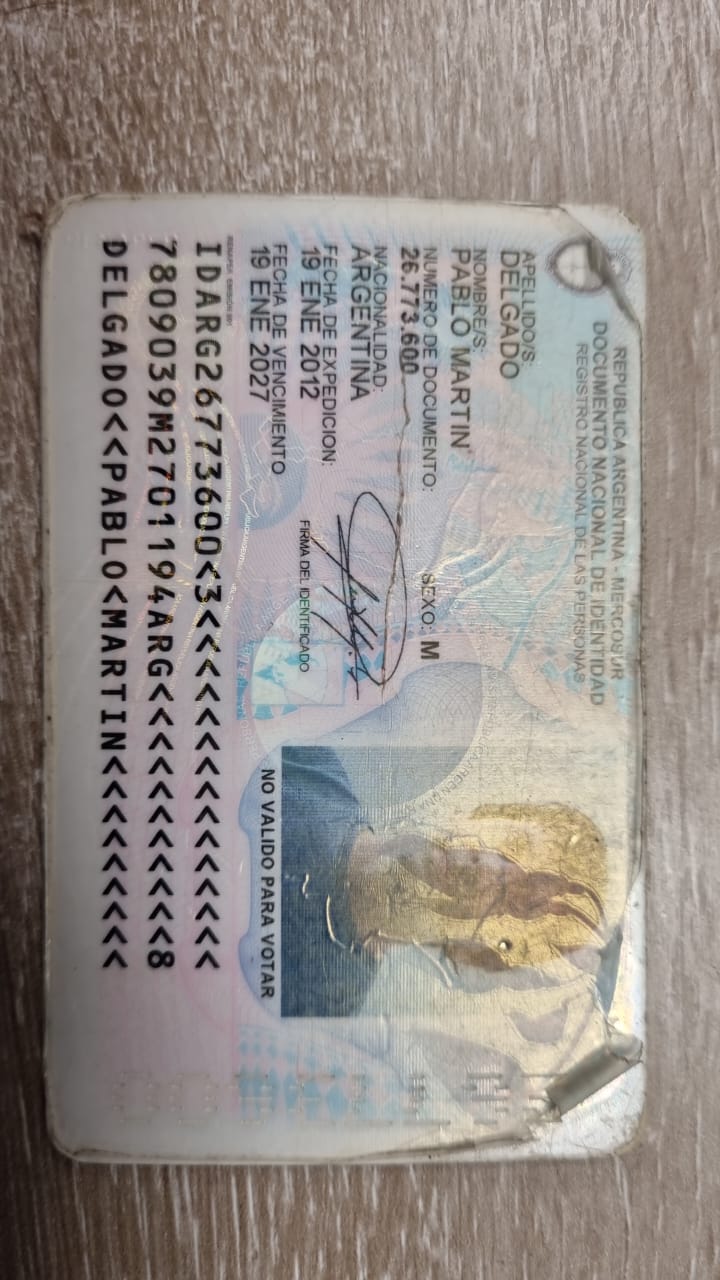 REPUBLICA ARGENTINA - MERCOSUR
DOCUMENTO NACIONAL DE IDENTIDAD
REGISTRO NACIONAL DE LAS PERSONAS
APELLIDO/S:
DELGADO
NOMBRE/S:
PABLO MARTIN
NUMERO DE DOCUMENTO: SEXO: M
26.773.600
NACIONALIDAD:
ARGENTINA
FECHA DE EXPEDICION:
19 ENE 2012
FIRMA DEL IDENTIFICADO
FECHA DE VENCIMIENTO
19 ENE 2027
NO VALIDO PARA VOTAR
IDARG26773600<3<<<<<<<<<<<<<<<
7809039M2701194ARG<<<<<<<<<<<8
DELGADO<<PABLO<MARTIN<<<<<<<<<